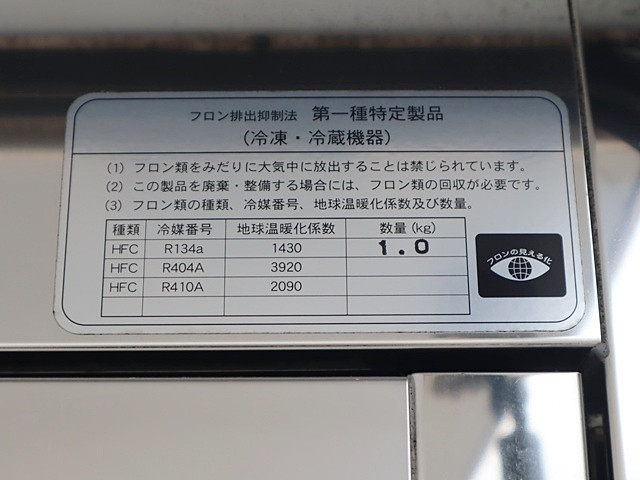 フロン排出抑制法 第一種特定製品
(冷凍・冷蔵機器)
(1) フロン類をみだりに大気中に放出することは禁じられています。
(2) この製品を廃棄・整備する場合には、フロン類の回収が必要です。
(3) フロン類の種類、冷媒番号、地球温暖化係数及び数量。
種類 冷媒番号 地球温暖化係数 数量(kg)
HFC R134a 1430 1.0
HFC R404A 3920
HFC R410A 2090
フロンの見える化